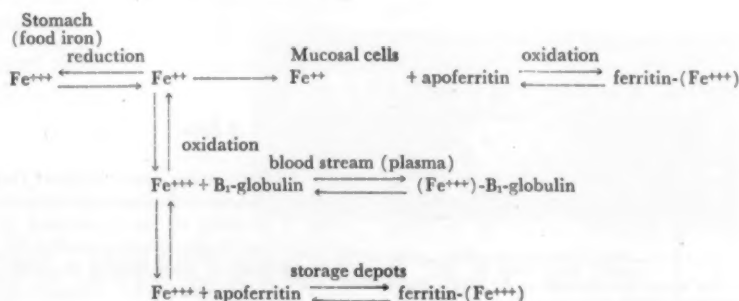 Stomach
(food iron)
reduction Mucosal cells oxidation
Fe+++ Fe++ Fe++ + apoferritin ferritin-(Fe+++)
oxidation
blood stream (plasma)
Fe+++ + B₁-globulin (Fe+++)-B₁-globulin
storage depots
Fe+++ + apoferritin ferritin-(Fe+++)